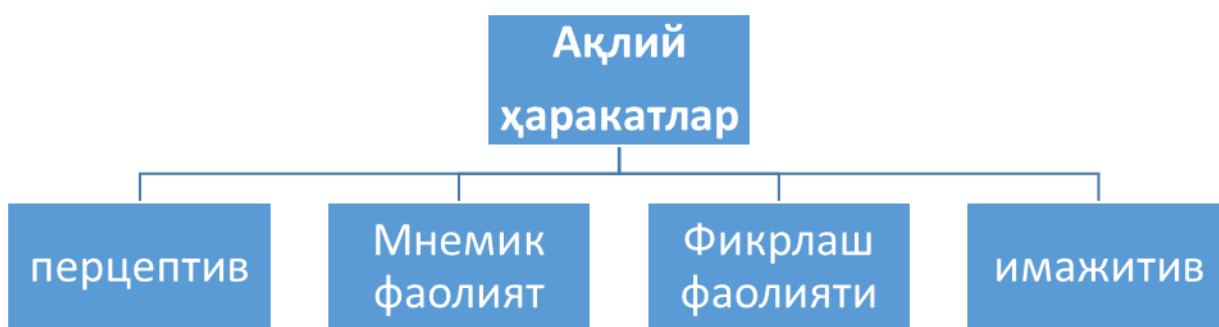 Ақлий
ҳаракатлар
перцептив
Мнемик
фаолият
Фикрлаш
фаолияти
имажитив